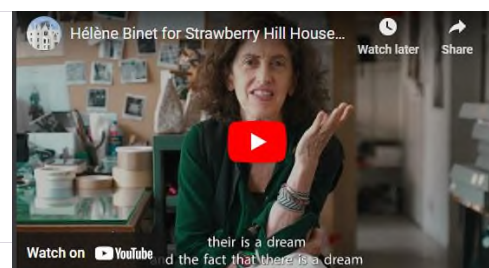 Hélène Binet for Strawberry Hill House...
Watch later
Share
their is a dream
and the fact that there is a dream
Watch on YouTube